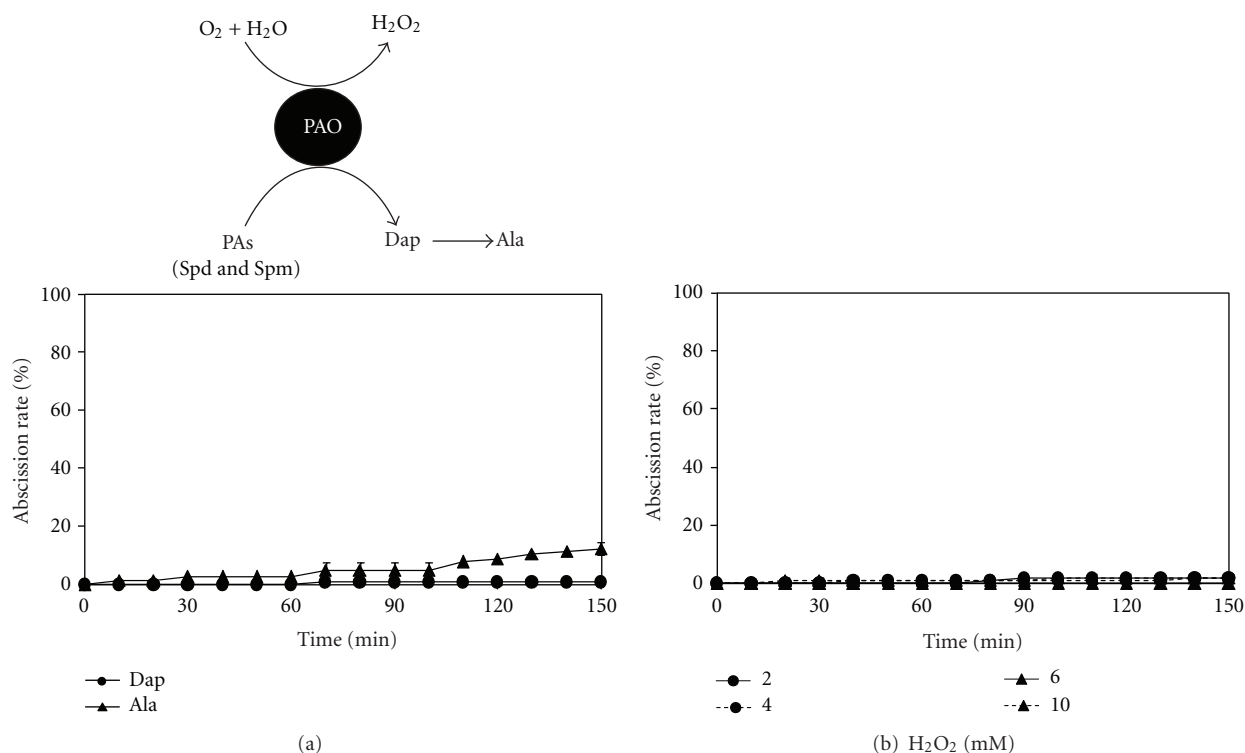 O₂ + H₂O
H₂O₂
PAO
PAs
(Spd and Spm)
Dap
Ala
100
80
60
40
20
0
Abscission rate (%)
0
30
60
90
120
150
Time (min)
Dap
Ala
(a)
100
80
60
40
20
0
Abscission rate (%)
0
30
60
90
120
150
Time (min)
2
4
6
10
(b) H₂O₂ (mM)